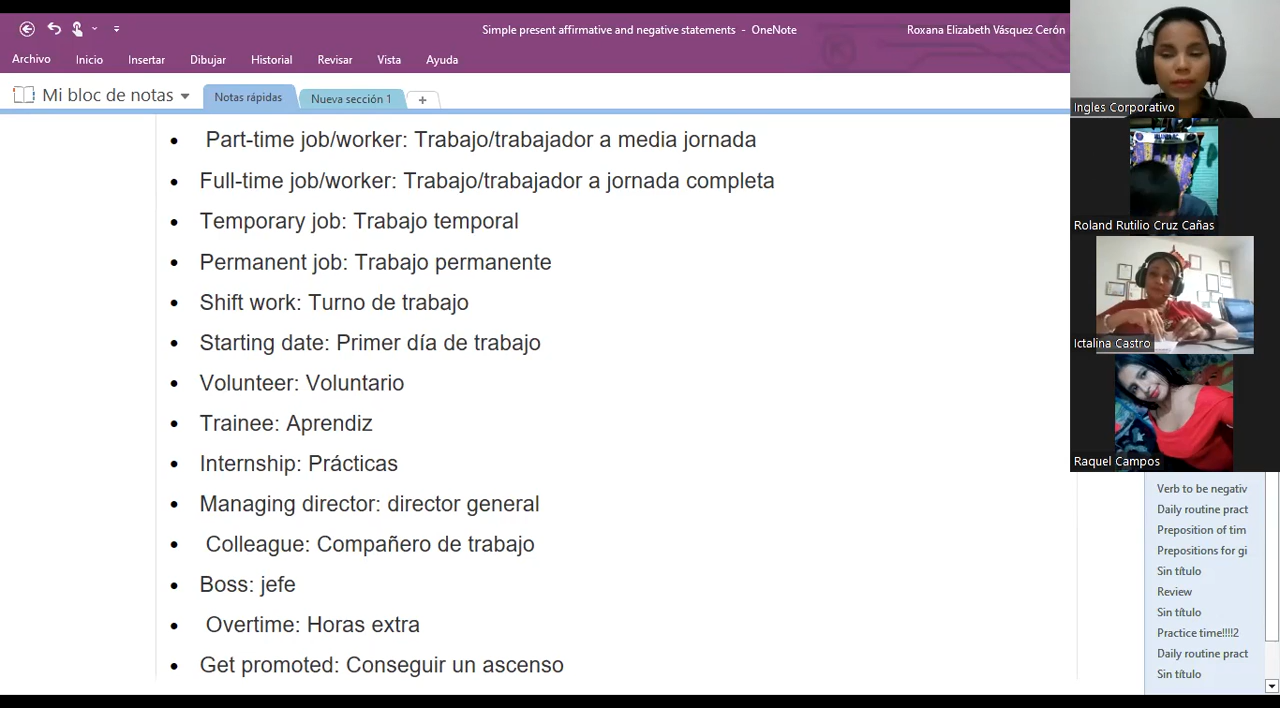 Simple present affirmative and negative statements - OneNote
Roxana Elizabeth Vásquez Cerón
Archivo Inicio Insertar Dibujar Historial Revisar Vista Ayuda
Mi bloc de notas Notas rápidas Nueva sección 1 +
Part-time job/worker: Trabajo/trabajador a media jornada
Full-time job/worker: Trabajo/trabajador a jornada completa
Temporary job: Trabajo temporal
Permanent job: Trabajo permanente
Shift work: Turno de trabajo
Starting date: Primer día de trabajo
Volunteer: Voluntario
Trainee: Aprendiz
Internship: Prácticas
Managing director: director general
Colleague: Compañero de trabajo
Boss: jefe
Overtime: Horas extra
Get promoted: Conseguir un ascenso
Ingles Corporativo
Roland Rutilio Cruz Cañas
Ictalina Castro
Raquel Campos
Verb to be negativ
Daily routine pract
Preposition of tim
Prepositions for gi
Sin título
Review
Sin título
Practice time!!!!2
Daily routine pract
Sin título